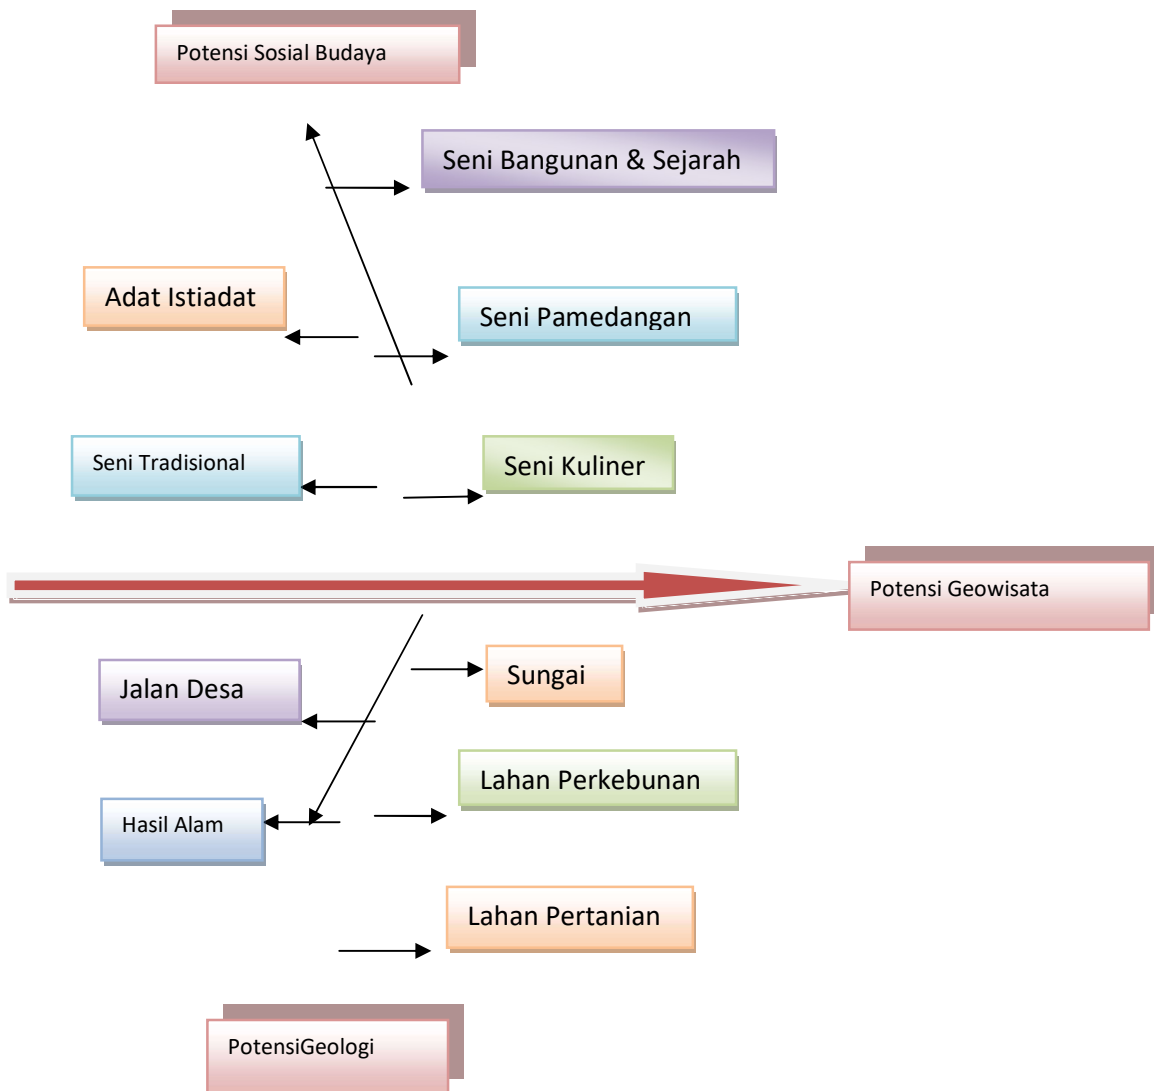 Potensi Sosial Budaya
Seni Bangunan & Sejarah
Adat Istiadat
Seni Pamedangan
Seni Tradisional
Seni Kuliner
Potensi Geowisata
Jalan Desa
Sungai
Lahan Perkebunan
Hasil Alam
Lahan Pertanian
PotensiGeologi